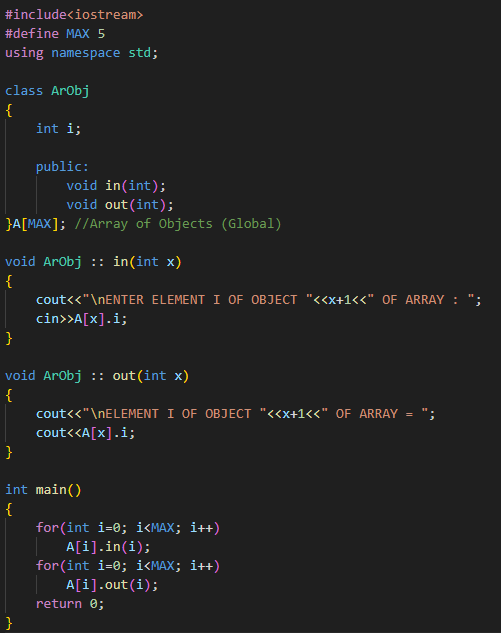 #include<iostream>
#define MAX 5
using namespace std;
class ArObj
{
int i;
public:
void in(int);
void out(int);
}A[MAX]; //Array of Objects (Global)
void ArObj :: in(int x)
{
cout<<"\nENTER ELEMENT I OF OBJECT "<<x+1<<" OF ARRAY : ";
cin>>A[x].i;
}
void ArObj :: out(int x)
{
cout<<"\nELEMENT I OF OBJECT "<<x+1<<" OF ARRAY = ";
cout<<A[x].i;
}
int main()
{
for(int i=0; i<MAX; i++)
A[i].in(i);
for(int i=0; i<MAX; i++)
A[i].out(i);
return 0;
}